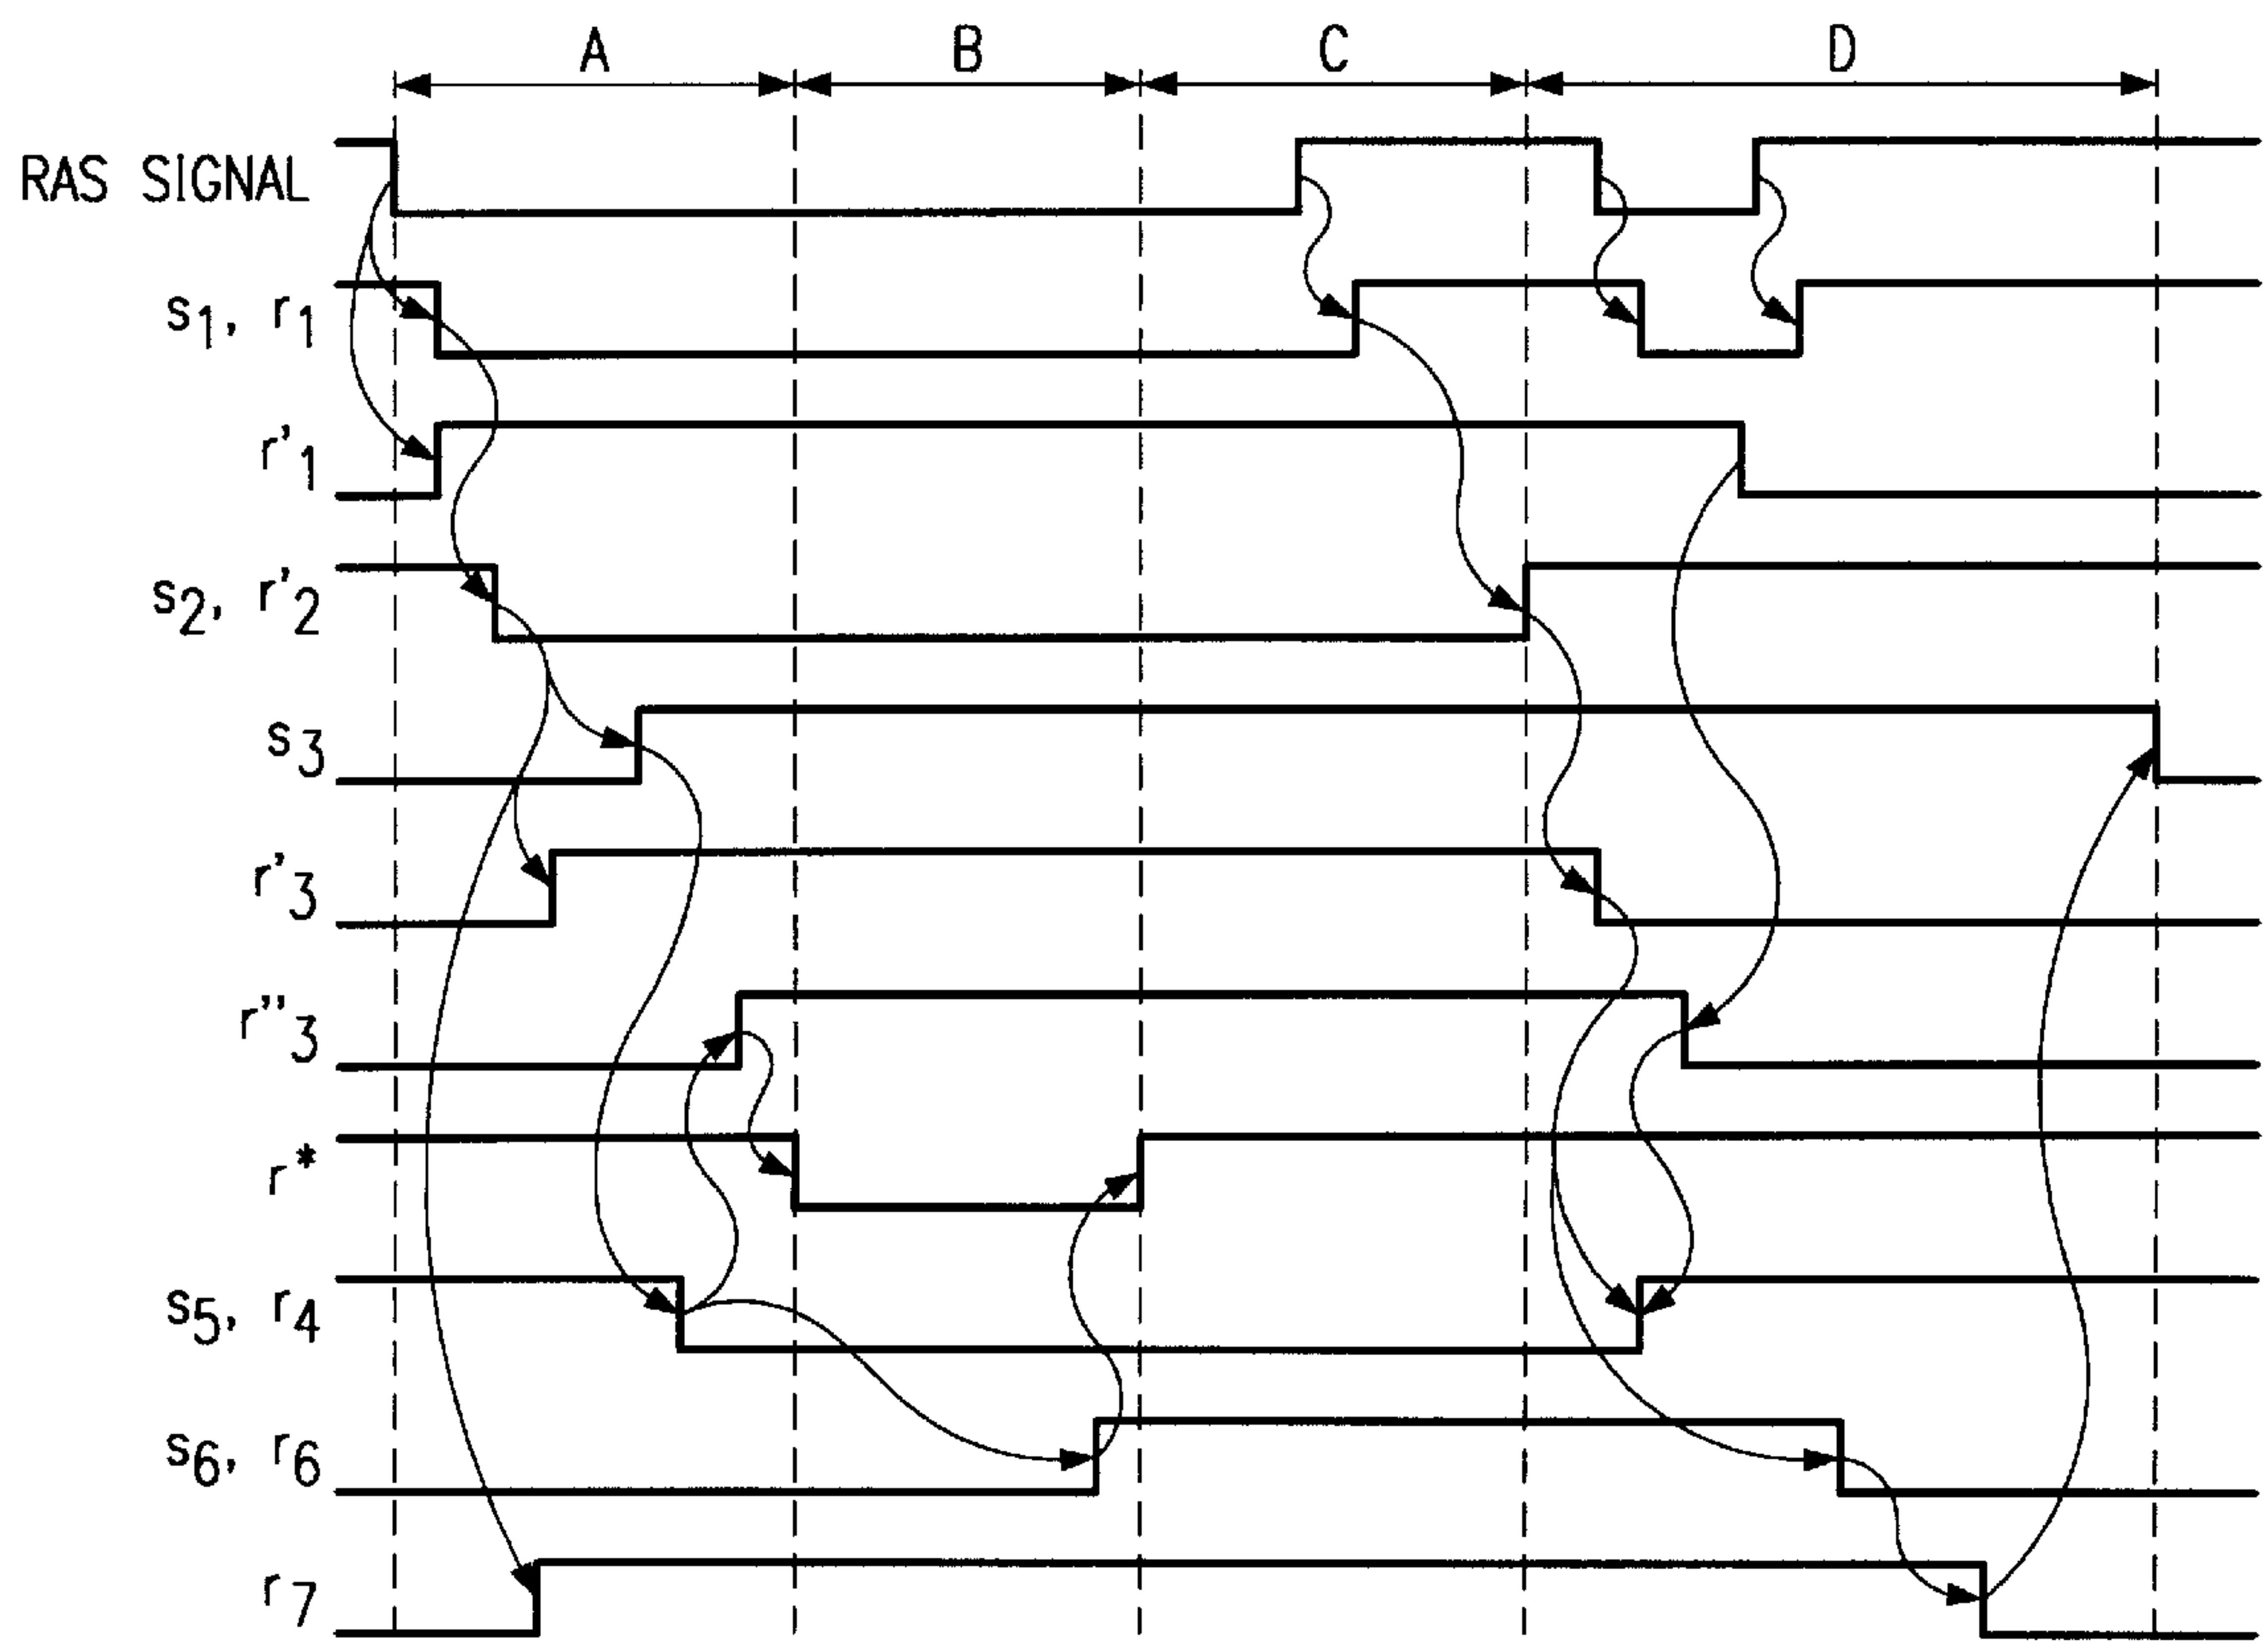 A B C D
RAS SIGNAL
s1, r1
r'1
s2, r'2
s3
r'3
r''3
r*
s5, r4
s6, r6
r7